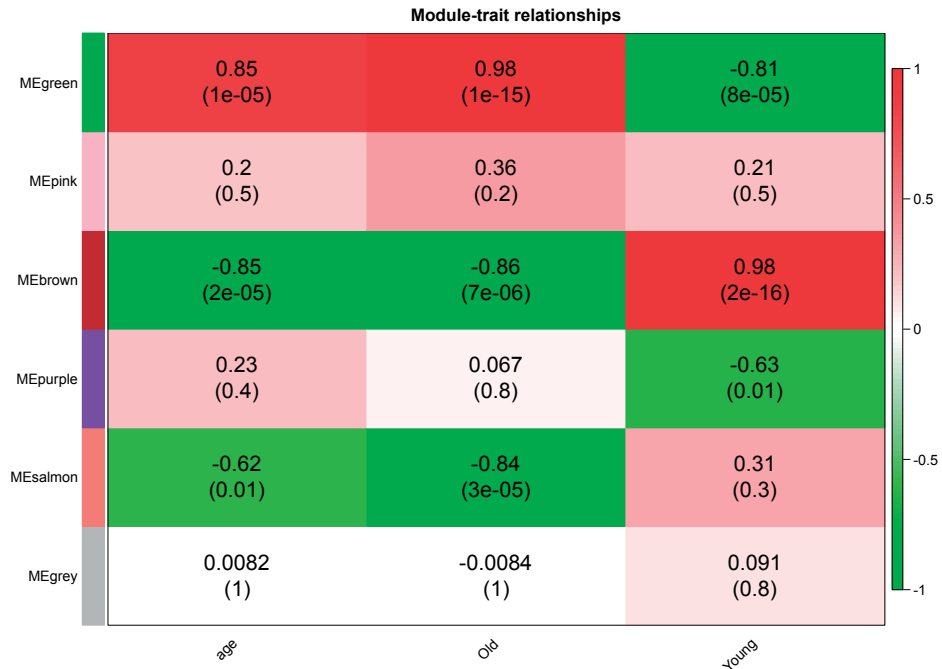 Module-trait relationships
MEgreen
0.85
(1e-05)
0.98
(1e-15)
-0.81
(8e-05)
MEpink
0.2
(0.5)
0.36
(0.2)
0.21
(0.5)
MEbrown
-0.85
(2e-05)
-0.86
(7e-06)
0.98
(2e-16)
MEpurple
0.23
(0.4)
0.067
(0.8)
-0.63
(0.01)
MEsalmon
-0.62
(0.01)
-0.84
(3e-05)
0.31
(0.3)
MEgrey
0.0082
(1)
-0.0084
(1)
0.091
(0.8)
age
Old
Young
1
0.5
0
-0.5
-1